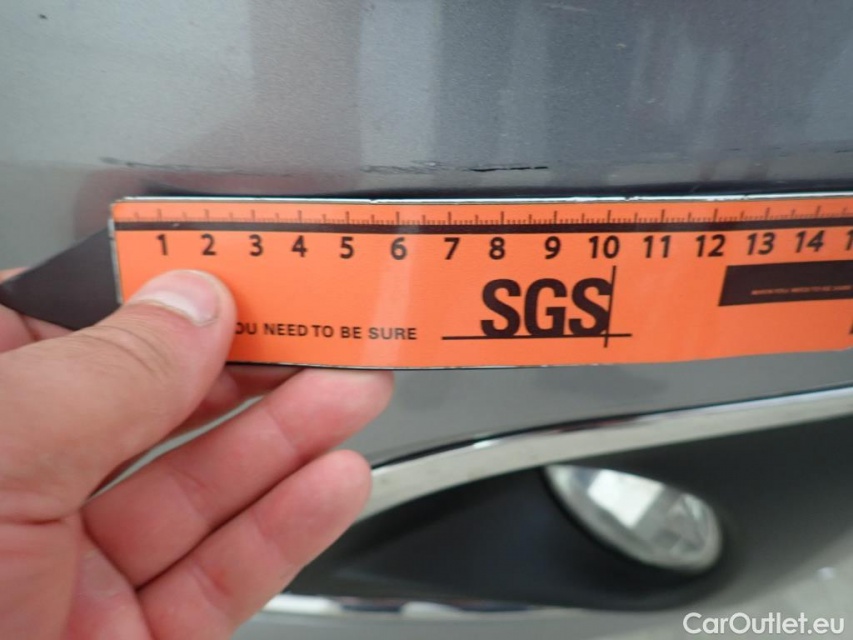 1 2 3 4 5 6 7 8 9 10 11 12 13 14
SGS
OU NEED TO BE SURE
CarOutlet.eu